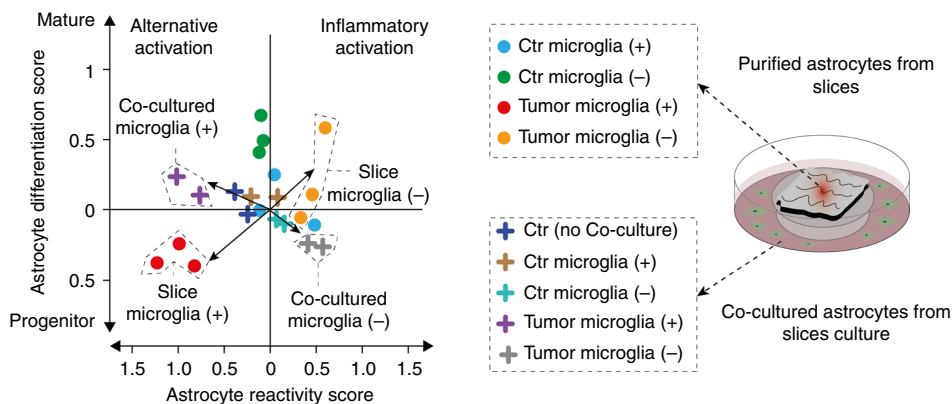 Mature
Alternative
activation
Inflammatory
activation
Astrocyte differentiation score
1
0.5
0
0.5
Progenitor
Co-cultured
microglia (+)
Slice
microglia (–)
Slice
microglia (+)
Co-cultured
microglia (–)
1.5 1.0 0.5 0 0.5 1.0 1.5
Astrocyte reactivity score
Ctr microglia (+)
Ctr microglia (–)
Tumor microglia (+)
Tumor microglia (–)
Ctr (no Co-culture)
Ctr microglia (+)
Ctr microglia (–)
Tumor microglia (+)
Tumor microglia (–)
Purified astrocytes from
slices
Co-cultured astrocytes from
slices culture